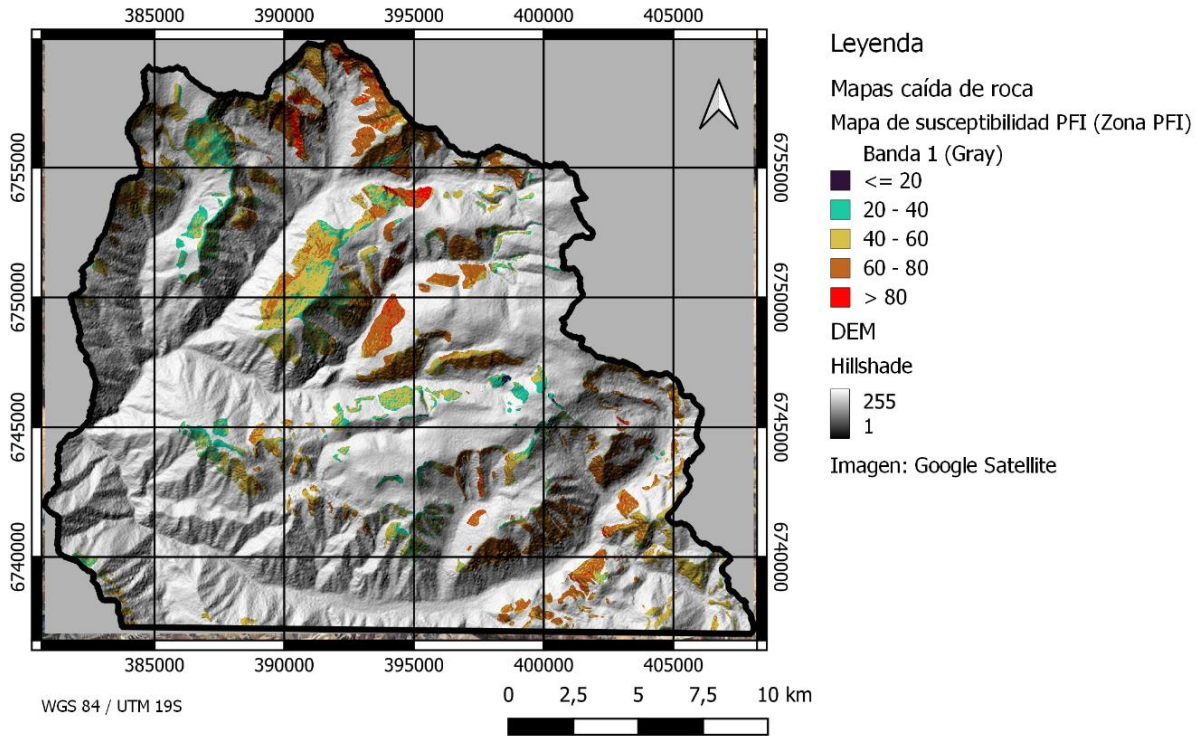 385000 390000 395000 400000 405000
6755000 6755000
6750000 6750000
6745000 6745000
6740000 6740000
385000 390000 395000 400000 405000
WGS 84 / UTM 19S
0 2,5 5 7,5 10 km
Leyenda
Mapas caída de roca
Mapa de susceptibilidad PFI (Zona PFI)
Banda 1 (Gray)
<= 20
20 - 40
40 - 60
60 - 80
> 80
DEM
Hillshade
255
1
Imagen: Google Satellite